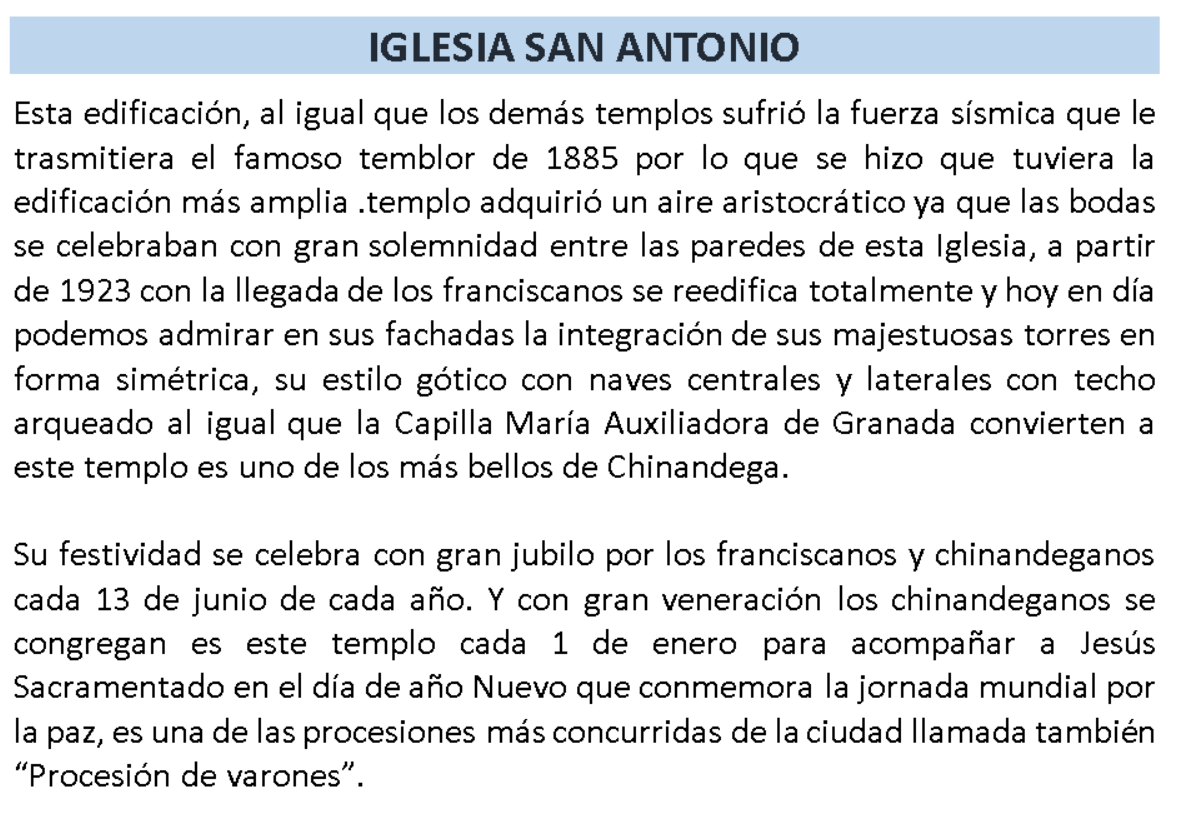 IGLESIA SAN ANTONIO
Esta edificación, al igual que los demás templos sufrió la fuerza sísmica que le
trasmitiera el famoso temblor de 1885 por lo que se hizo que tuviera la
edificación más amplia .templo adquirió un aire aristocrático ya que las bodas
se celebraban con gran solemnidad entre las paredes de esta Iglesia, a partir
de 1923 con la llegada de los franciscanos se reedifica totalmente y hoy en día
podemos admirar en sus fachadas la integración de sus majestuosas torres en
forma simétrica, su estilo gótico con naves centrales y laterales con techo
arqueado al igual que la Capilla María Auxiliadora de Granada convierten a
este templo es uno de los más bellos de Chinandega.
Su festividad se celebra con gran jubilo por los franciscanos y chinandeganos
cada 13 de junio de cada año. Y con gran veneración los chinandeganos se
congregan es este templo cada 1 de enero para acompañar a Jesús
Sacramentado en el día de año Nuevo que conmemora la jornada mundial por
la paz, es una de las procesiones más concurridas de la ciudad llamada también
“Procesión de varones”.